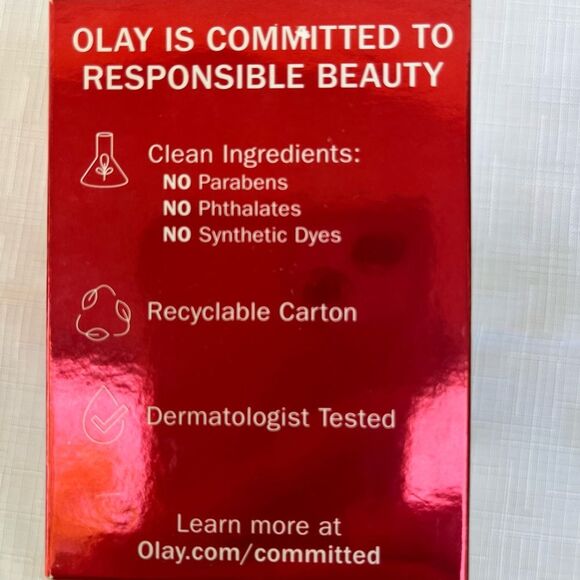 OLAY IS COMMITTED TO
RESPONSIBLE BEAUTY
Clean Ingredients:
NO Parabens
NO Phthalates
NO Synthetic Dyes
Recyclable Carton
Dermatologist Tested
Learn more at
Olay.com/committed